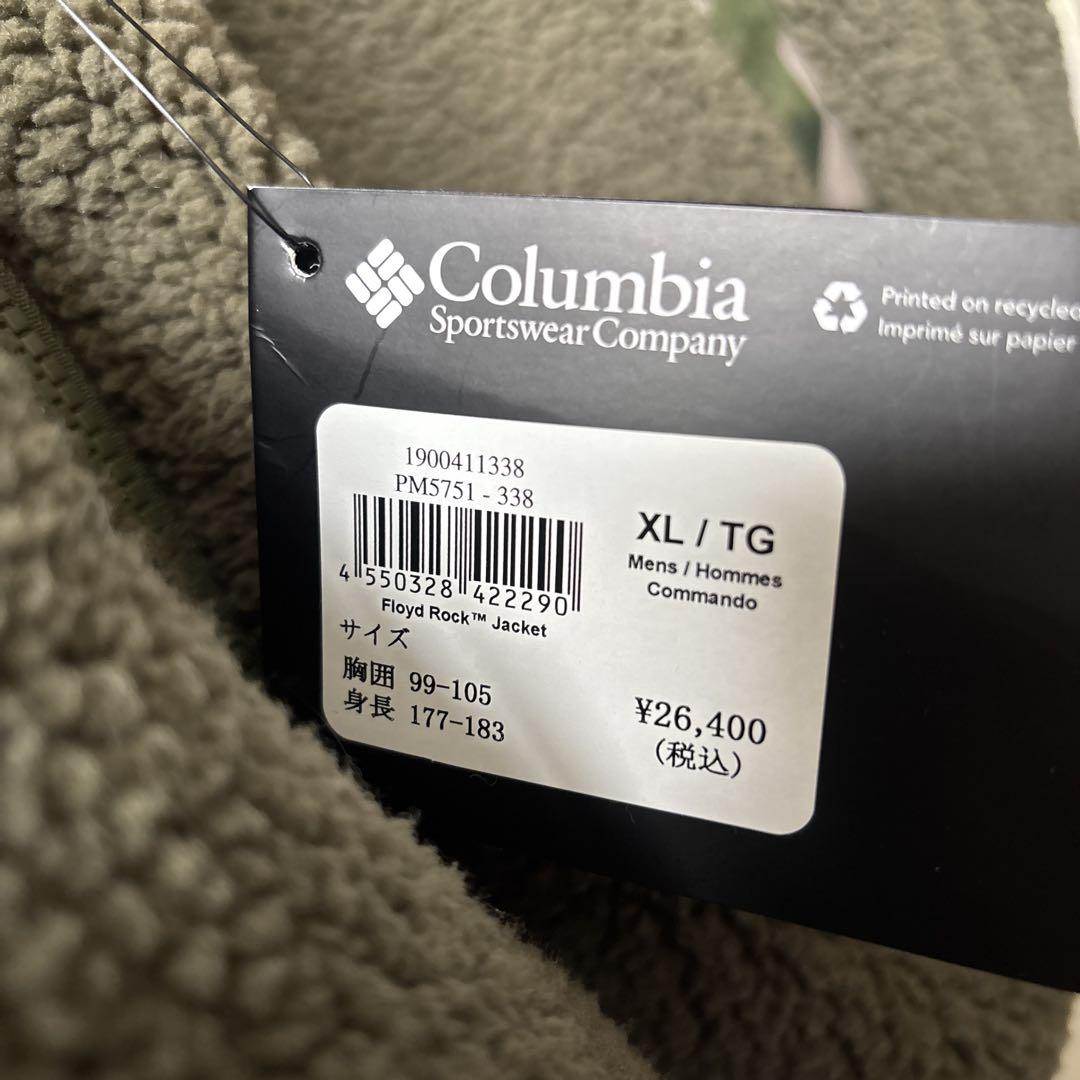 Columbia
Sportswear Company
Printed on recycled
Imprimé sur papier
1900411338
PM5751 - 338
4 550328 422290
Floyd Rock™ Jacket
XL / TG
Mens / Hommes
Commando
サイズ
胸囲 99-105
身長 177-183
¥26,400
(税込)